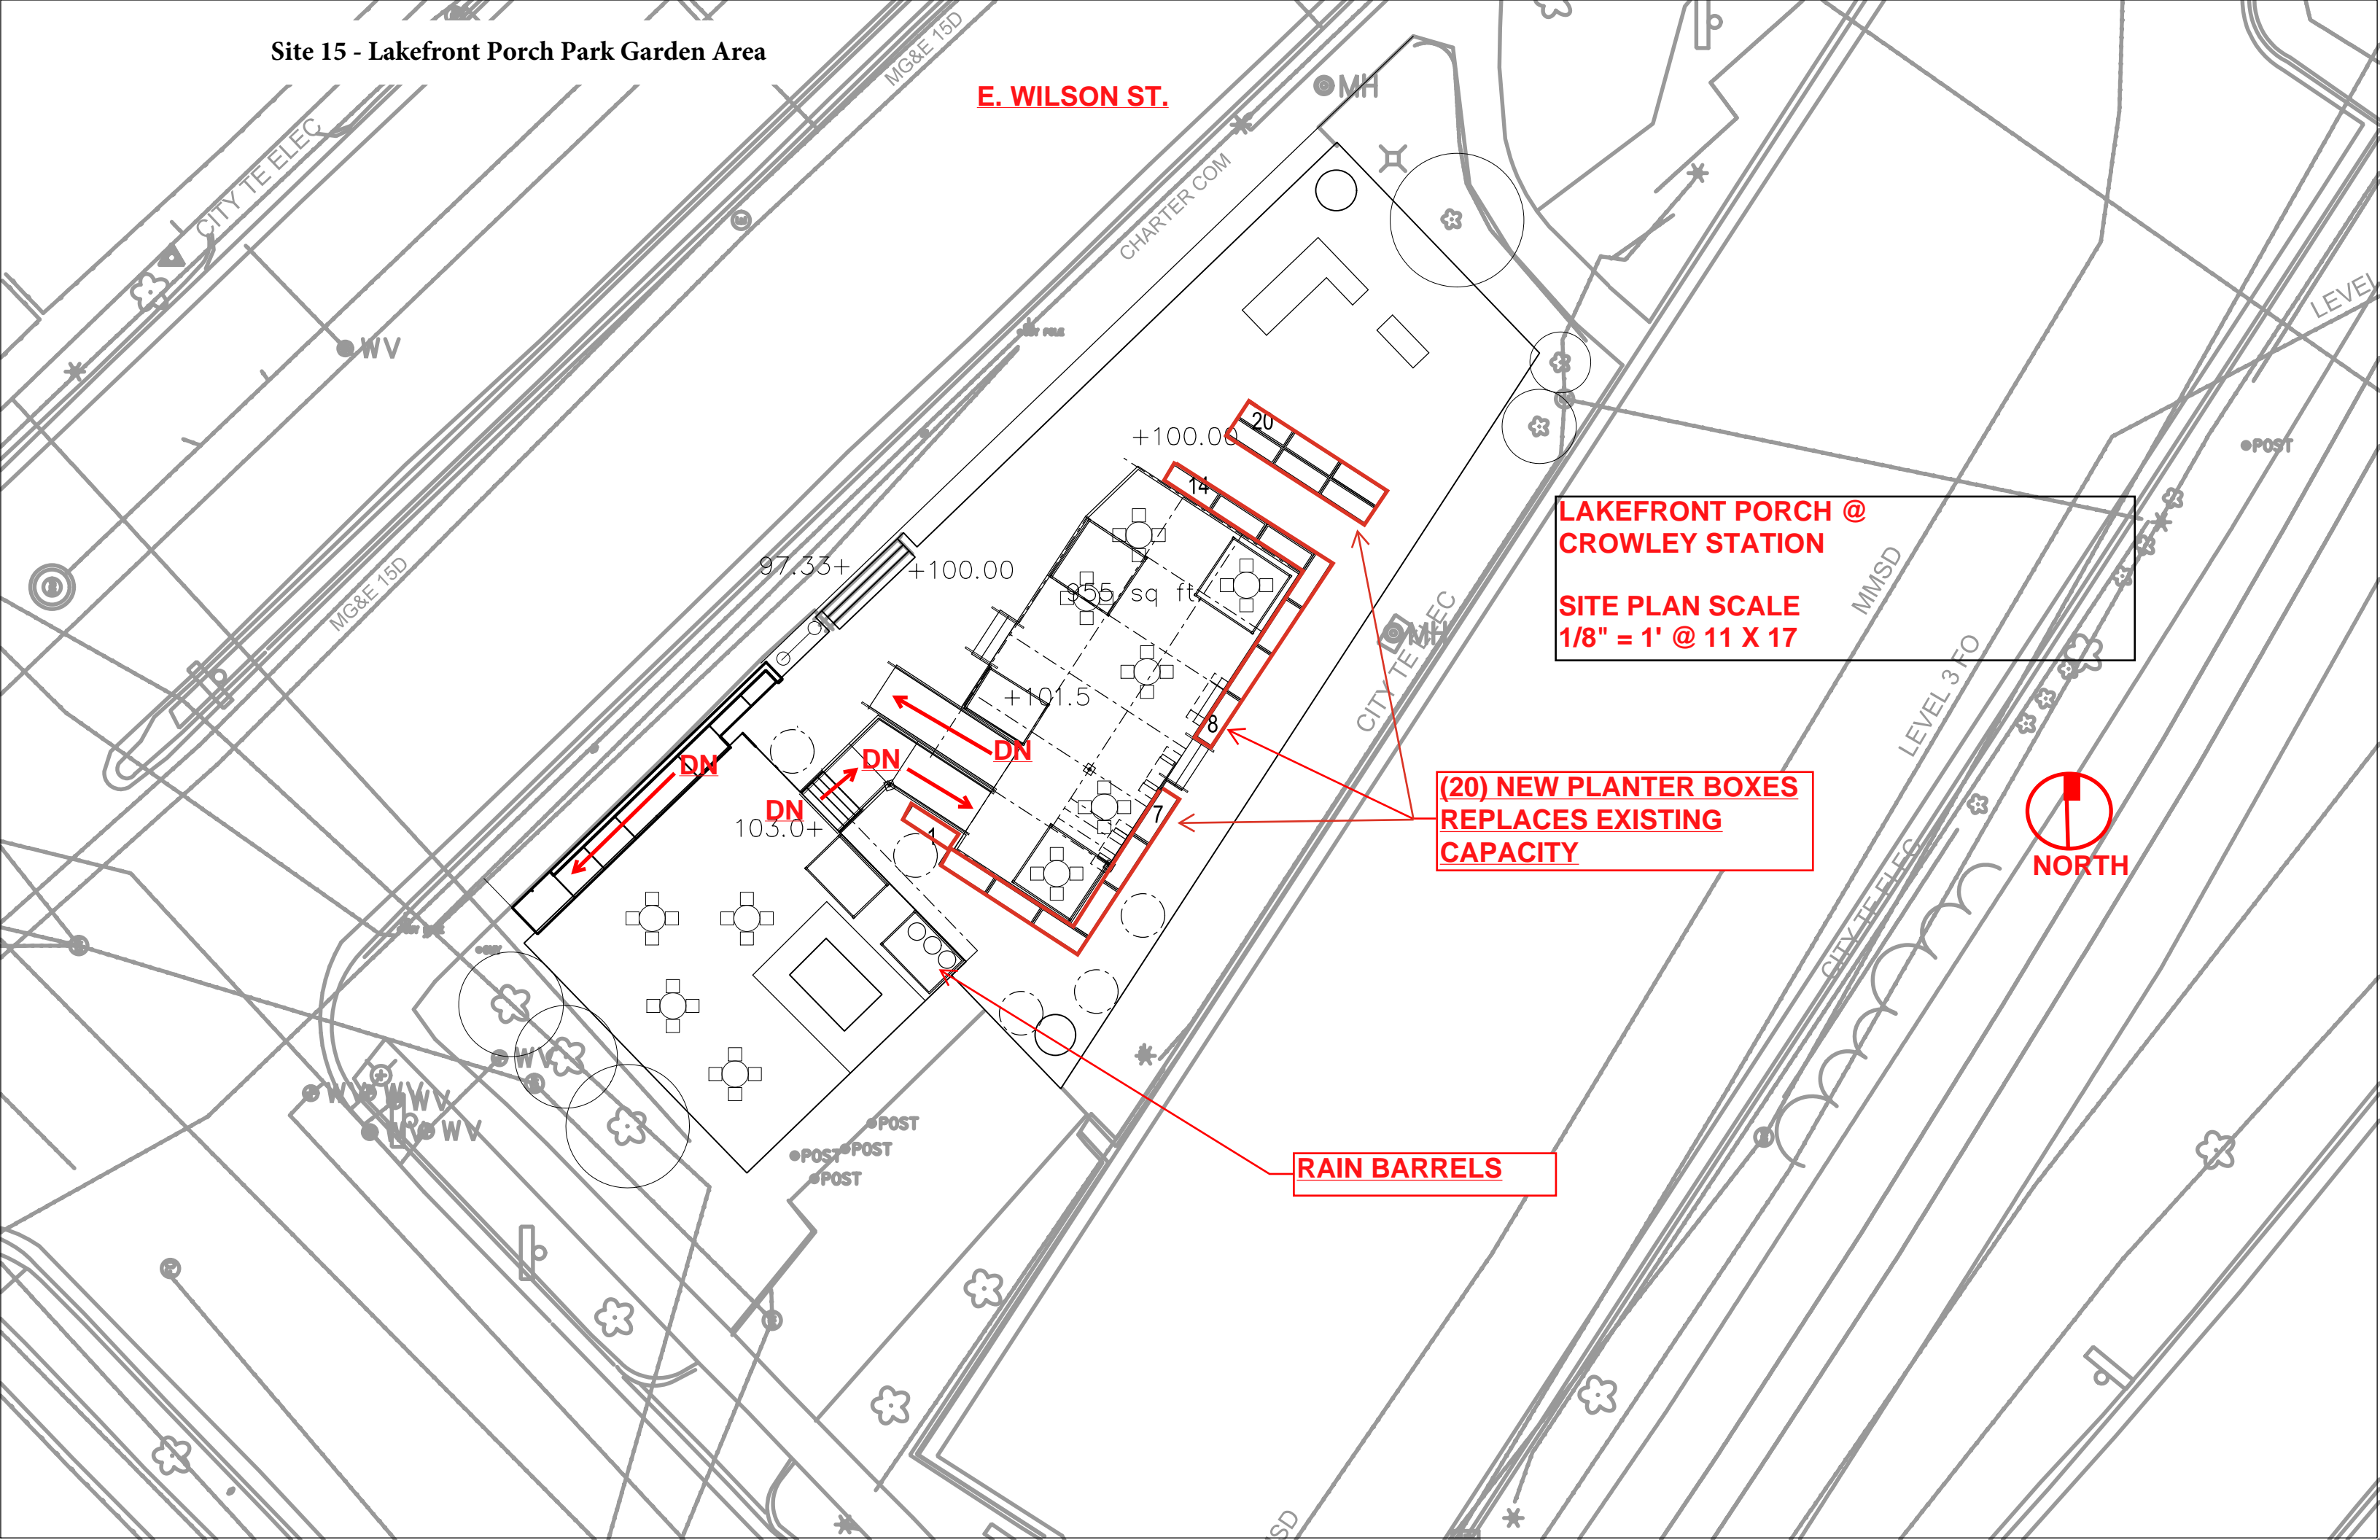 Site 15 - Lakefront Porch Park Garden Area
MG&E 15D
E. WILSON ST.
MH
CITY TE ELEC
CHARTER COM
WV
LEVEL
POST
20
+100.00
14
LAKEFRONT PORCH @
CROWLEY STATION
SITE PLAN SCALE
1/8" = 1' @ 11 X 17
97.33+
+100.00
955 sq ft
MG&E 15D
MMSD
MH
CITY TE ELEC
LEVEL 3 FO
+101.5
8
DN
DN
DN
DN
103.0+
1
7
(20) NEW PLANTER BOXES
REPLACES EXISTING
CAPACITY
NORTH
CITY TE ELEC
WV
WV
WV
WV
WV
POST
POST
POST
POST
RAIN BARRELS
SD